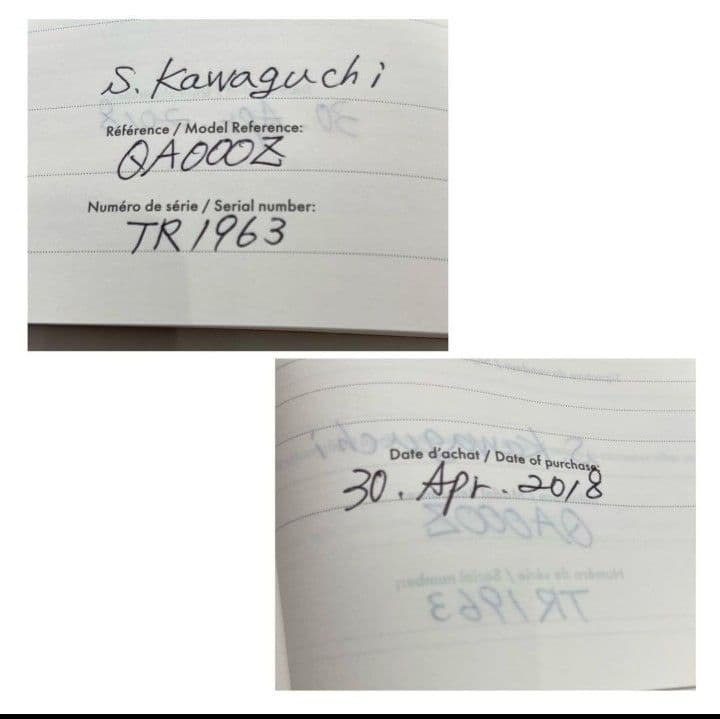 S. Kawaguchi
Référence / Model Reference:
QA000Z
Numéro de série / Serial number:
TR1963
Date d'achat / Date of purchase:
30. Apr. 2018